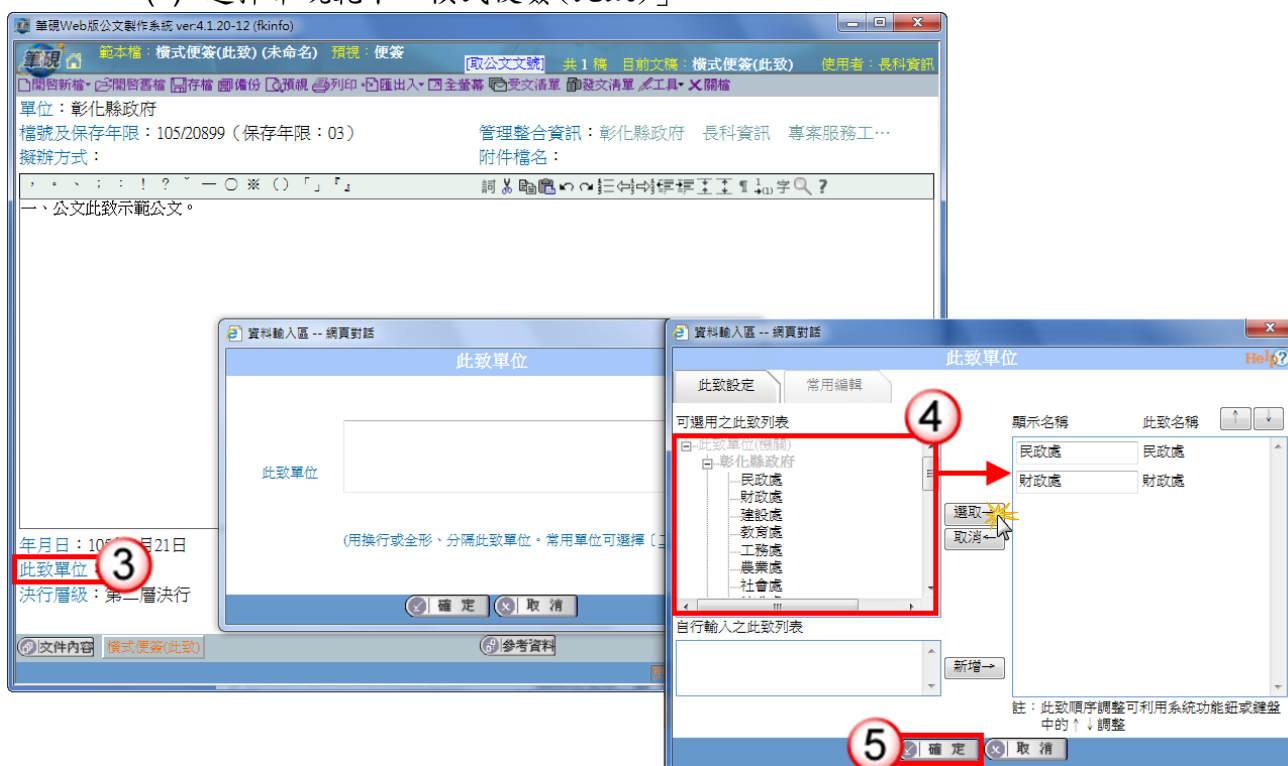 筆硯Web版公文製作系統 ver:4.1.20-12 (fkinfo)
筆硯 範本檔：橫式便簽(此致) (未命名) 預視：便簽
[取公文文號] 共 1 稿 目前文稿：橫式便簽(此致) 使用者：長科資訊
開啓新檔 開啓舊檔 存檔 備份 預視 列印 匯出入 全螢幕 受文清單 發文清單 工具 關檔
單位：彰化縣政府
檔號及保存年限：105/20899（保存年限：03） 管理整合資訊：彰化縣政府 長科資訊 專案服務工…
擬辦方式： 附件檔名：
，。、；：！？ˇ—○※（）「」『』 詞 字 ?
一、公文此致示範公文。
資料輸入區 -- 網頁對話
此致單位
此致單位
(用換行或全形、分隔此致單位。常用單位可選擇〔
確 定 取 消
年月日：10 月21日
此致單位：
3
決行層級：第二層決行
文件內容 橫式便簽(此致) 參考資料
資料輸入區 -- 網頁對話
此致單位 Help?
此致設定 常用編輯
可選用之此致列表 4 顯示名稱 此致名稱 ↑ ↓
此致單位(機關)
彰化縣政府
民政處
財政處
建設處
教育處
工務處
農業處
社會處
民政處 民政處
財政處 財政處
選取→
取消←
自行輸入之此致列表
新增→
註：此致順序調整可利用系統功能鈕或鍵盤
中的↑↓調整
5 確 定 取 消